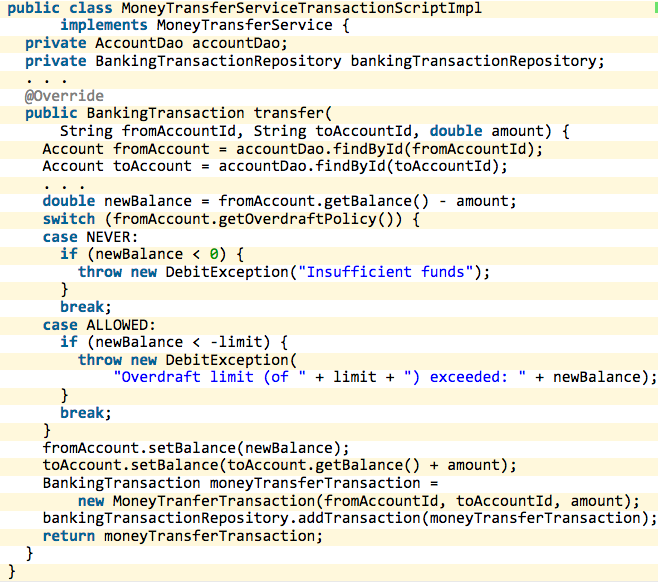 public class MoneyTransferServiceTransactionScriptImpl
      implements MoneyTransferService {
  private AccountDao accountDao;
  private BankingTransactionRepository bankingTransactionRepository;
  . . .
  @Override
  public BankingTransaction transfer(
      String fromAccountId, String toAccountId, double amount) {
    Account fromAccount = accountDao.findById(fromAccountId);
    Account toAccount = accountDao.findById(toAccountId);
    . . .
    double newBalance = fromAccount.getBalance() - amount;
    switch (fromAccount.getOverdraftPolicy()) {
    case NEVER:
      if (newBalance < 0) {
        throw new DebitException("Insufficient funds");
      }
      break;
    case ALLOWED:
      if (newBalance < -limit) {
        throw new DebitException(
            "Overdraft limit (of " + limit + ") exceeded: " + newBalance);
      }
      break;
    }
    fromAccount.setBalance(newBalance);
    toAccount.setBalance(toAccount.getBalance() + amount);
    BankingTransaction moneyTransferTransaction =
        new MoneyTranferTransaction(fromAccountId, toAccountId, amount);
    bankingTransactionRepository.addTransaction(moneyTransferTransaction);
    return moneyTransferTransaction;
  }
}